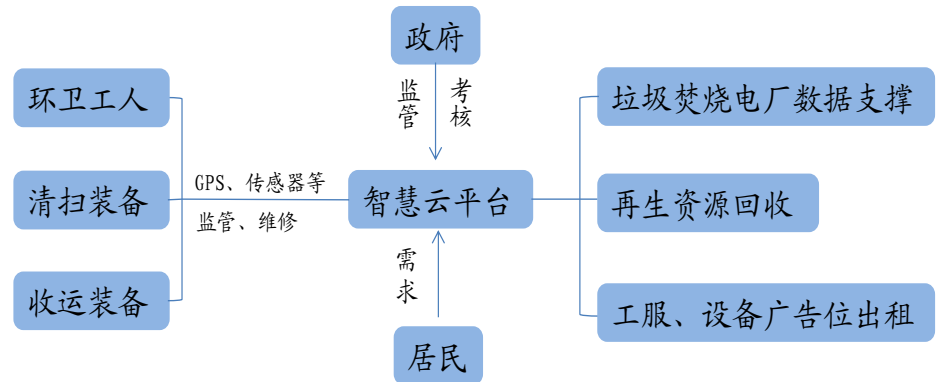 政府
监管
考核
环卫工人
清扫装备
收运装备
GPS、传感器等
监管、维修
智慧云平台
需求
居民
垃圾焚烧电厂数据支撑
再生资源回收
工服、设备广告位出租